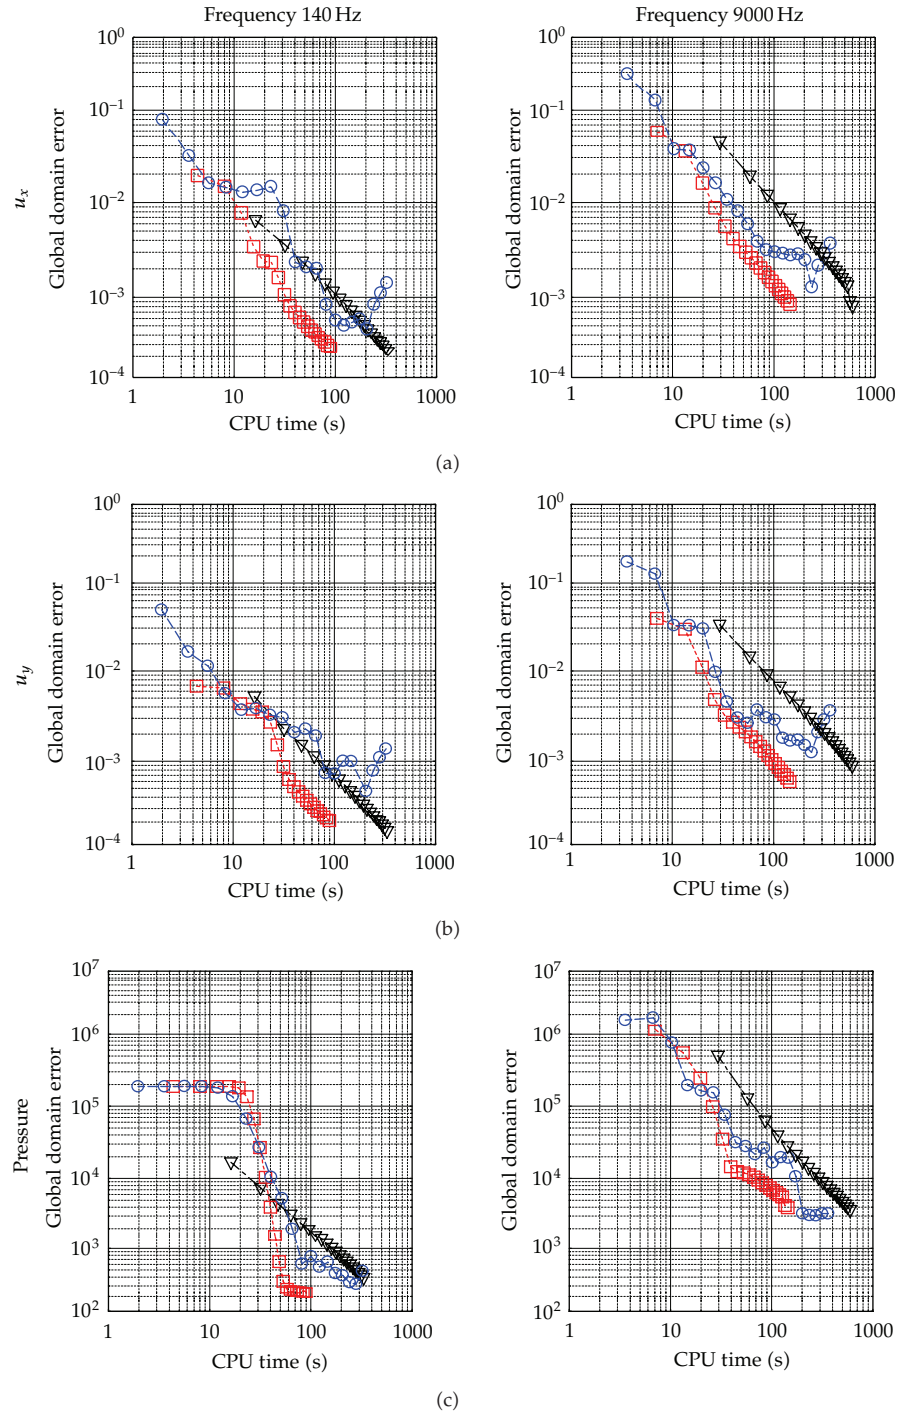 Frequency 140 Hz
Frequency 9000 Hz
u_x
Global domain error
10^0
10^−1
10^−2
10^−3
10^−4
1 10 100 1000
CPU time (s)
Global domain error
10^0
10^−1
10^−2
10^−3
10^−4
1 10 100 1000
CPU time (s)
(a)
u_y
Global domain error
10^0
10^−1
10^−2
10^−3
10^−4
1 10 100 1000
CPU time (s)
Global domain error
10^0
10^−1
10^−2
10^−3
10^−4
1 10 100 1000
CPU time (s)
(b)
Pressure
Global domain error
10^7
10^6
10^5
10^4
10^3
10^2
1 10 100 1000
CPU time (s)
Global domain error
10^7
10^6
10^5
10^4
10^3
10^2
1 10 100 1000
CPU time (s)
(c)